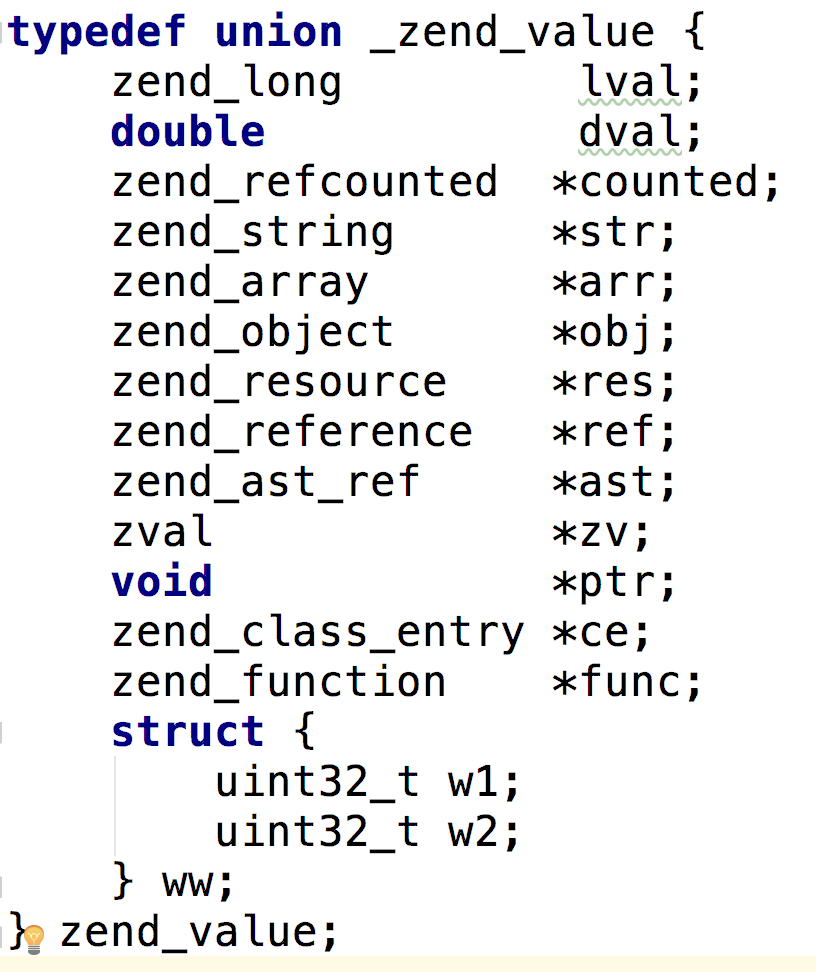 typedef union _zend_value {
    zend_long         lval;
    double            dval;
    zend_refcounted  *counted;
    zend_string      *str;
    zend_array       *arr;
    zend_object      *obj;
    zend_resource    *res;
    zend_reference   *ref;
    zend_ast_ref     *ast;
    zval             *zv;
    void             *ptr;
    zend_class_entry *ce;
    zend_function    *func;
    struct {
        uint32_t w1;
        uint32_t w2;
    } ww;
} zend_value;